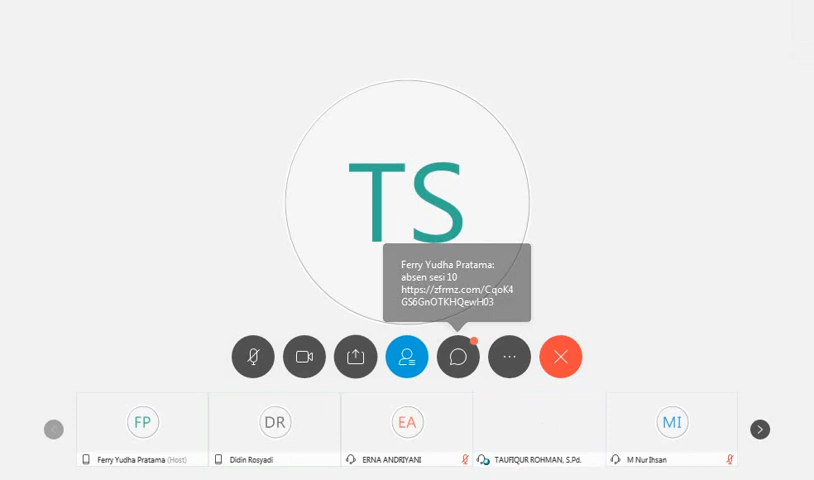 TS
Ferry Yudha Pratama:
absen sesi 10
https://zfrmz.com/CqoK4
GS6GnOTKHQewH03
FP
DR
EA
MI
Ferry Yudha Pratama (Host)
Didin Rosyadi
ERNA ANDRIYANI
TAUFIQUR ROHMAN, S.Pd.
M Nur Ihsan